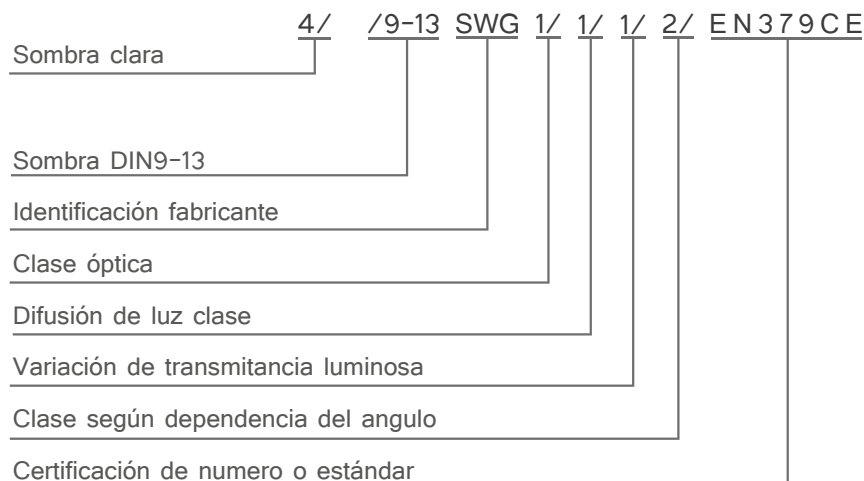 4/ /9-13 SWG 1/ 1/ 1/ 2/ EN379CE
Sombra clara
Sombra DIN9-13
Identificación fabricante
Clase óptica
Difusión de luz clase
Variación de transmitancia luminosa
Clase según dependencia del angulo
Certificación de numero o estándar